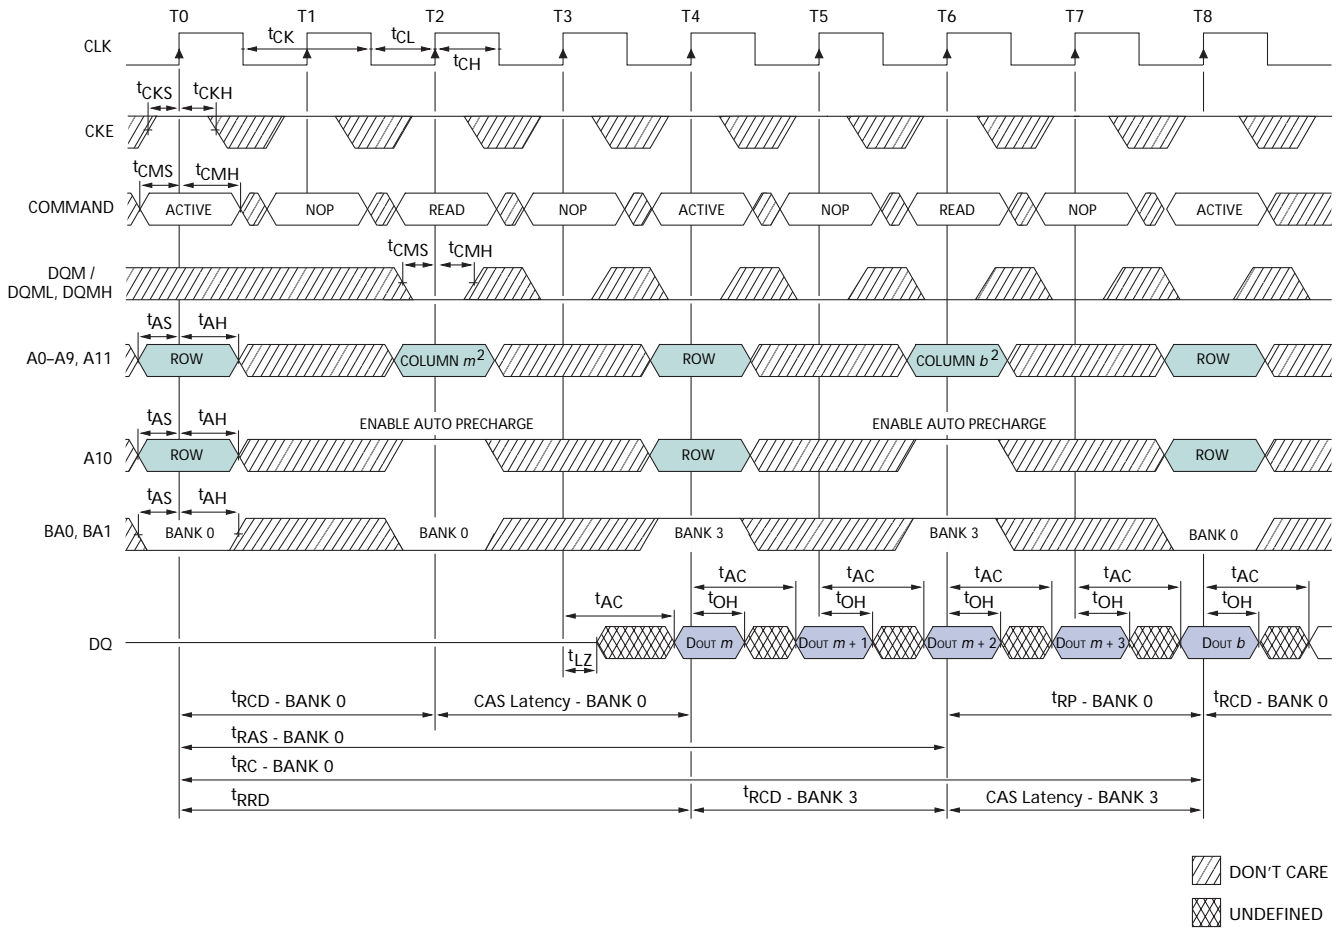 T0 T1 T2 T3 T4 T5 T6 T7 T8
CLK tCK tCL tCH
tCKS tCKH
CKE
tCMS tCMH
COMMAND ACTIVE NOP READ NOP ACTIVE NOP READ NOP ACTIVE
tCMS tCMH
DQM /
DQML, DQMH
tAS tAH
A0–A9, A11 ROW COLUMN m2 ROW COLUMN b2 ROW
tAS tAH ENABLE AUTO PRECHARGE ENABLE AUTO PRECHARGE
A10 ROW ROW ROW
tAS tAH
BA0, BA1 BANK 0 BANK 0 BANK 3 BANK 3 BANK 0
tAC tAC tAC tAC tAC tAC
tOH tOH tOH tOH tOH
DQ DOUT m DOUT m + 1 DOUT m + 2 DOUT m + 3 DOUT b
tLZ
tRCD - BANK 0 CAS Latency - BANK 0 tRP - BANK 0 tRCD - BANK 0
tRAS - BANK 0
tRC - BANK 0
tRRD tRCD - BANK 3 CAS Latency - BANK 3
DON'T CARE
UNDEFINED